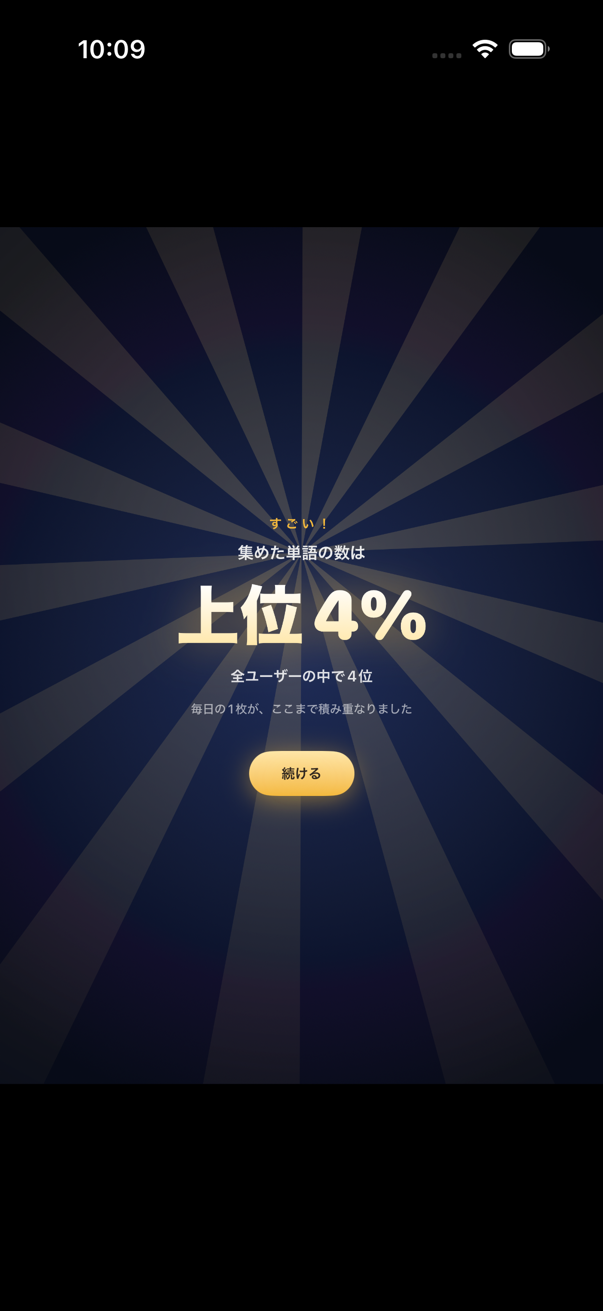 10:09
すごい！
集めた単語の数は
上位 4%
全ユーザーの中で4位
毎日の1枚が、ここまで積み重なりました
続ける